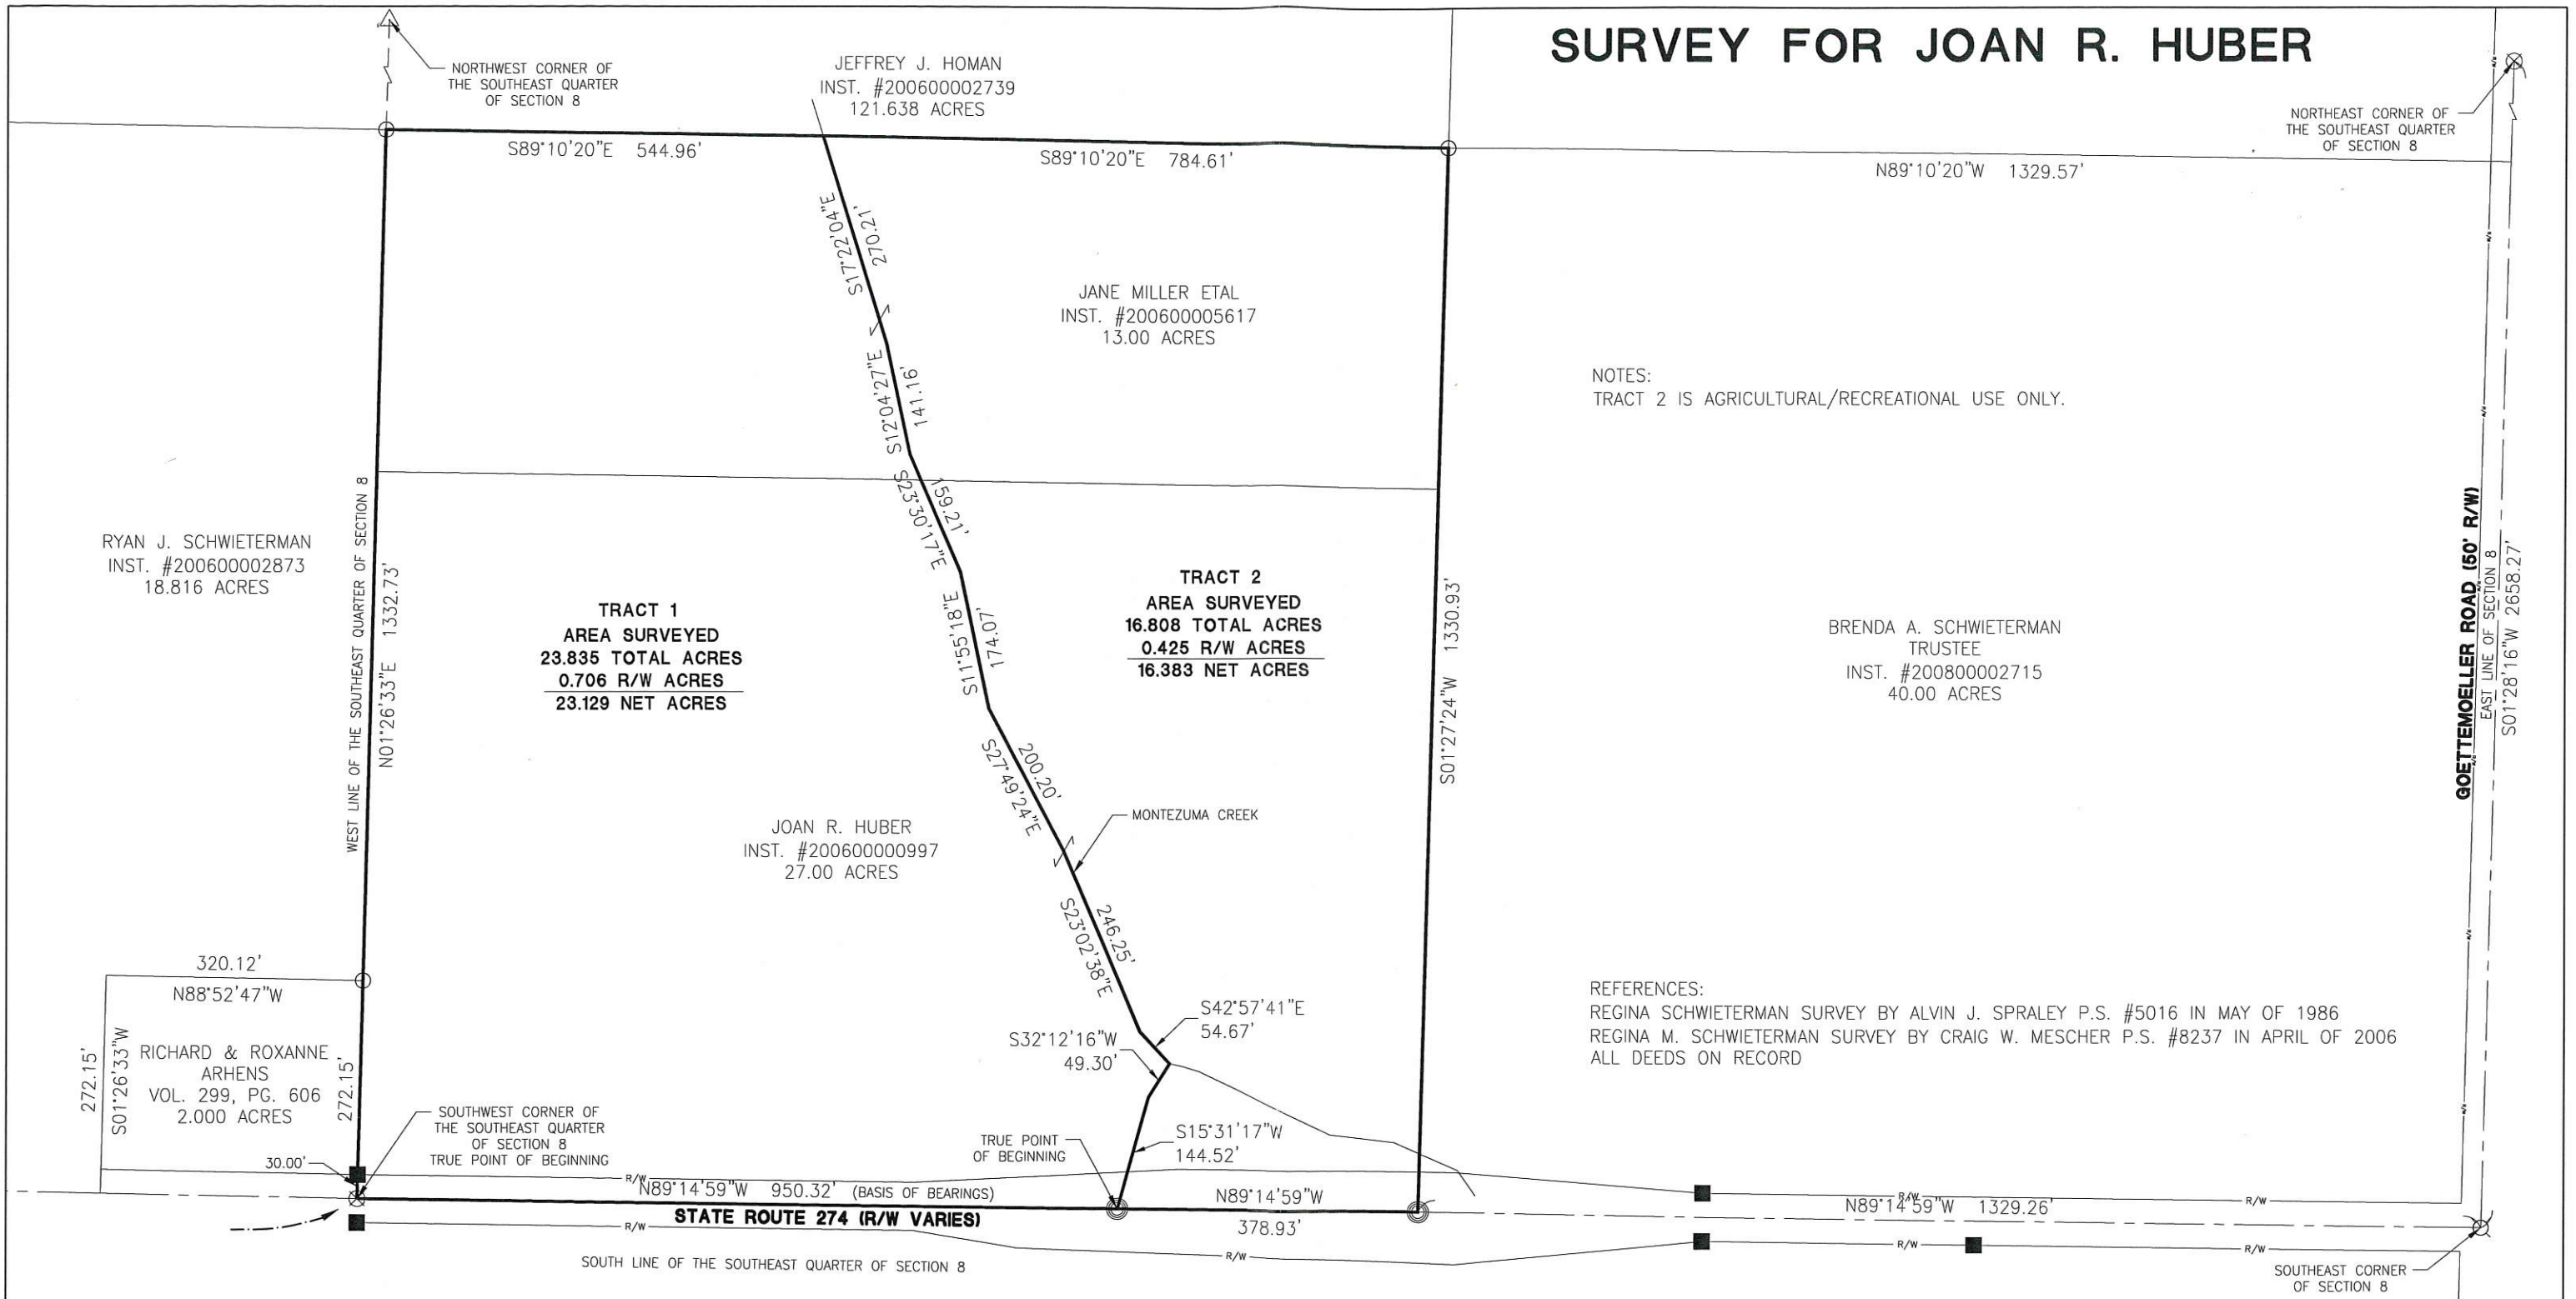 SURVEY FOR JOAN R. HUBER
NORTHWEST CORNER OF
THE SOUTHEAST QUARTER
OF SECTION 8
JEFFREY J. HOMAN
INST. #200600002739
121.638 ACRES
NORTHEAST CORNER OF
THE SOUTHEAST QUARTER
OF SECTION 8
S89°10'20"E 544.96'
S89°10'20"E 784.61'
N89°10'20"W 1329.57'
S17°22'04"E
270.21'
JANE MILLER ETAL
INST. #200600005617
13.00 ACRES
S12°04'27"E
141.16'
NOTES:
TRACT 2 IS AGRICULTURAL/RECREATIONAL USE ONLY.
S23°30'17"E
159.21'
RYAN J. SCHWIETERMAN
INST. #200600002873
18.816 ACRES
WEST LINE OF THE SOUTHEAST QUARTER OF SECTION 8
N01°26'33"E 1332.73'
TRACT 1
AREA SURVEYED
23.835 TOTAL ACRES
0.706 R/W ACRES
23.129 NET ACRES
S11°55'18"E
174.07'
TRACT 2
AREA SURVEYED
16.808 TOTAL ACRES
0.425 R/W ACRES
16.383 NET ACRES
S01°27'24"W 1330.93'
BRENDA A. SCHWIETERMAN
TRUSTEE
INST. #200800002715
40.00 ACRES
GOETTEMOELLER ROAD (50' R/W)
EAST LINE OF SECTION 8
S01°28'16"W 2658.27'
R/W
R/W
R/W
R/W
R/W
R/W
S27°49'24"E
200.20'
MONTEZUMA CREEK
JOAN R. HUBER
INST. #200600000997
27.00 ACRES
S23°02'38"E
246.25'
320.12'
N88°52'47"W
S42°57'41"E
54.67'
REFERENCES:
REGINA SCHWIETERMAN SURVEY BY ALVIN J. SPRALEY P.S. #5016 IN MAY OF 1986
REGINA M. SCHWIETERMAN SURVEY BY CRAIG W. MESCHER P.S. #8237 IN APRIL OF 2006
ALL DEEDS ON RECORD
S32°12'16"W
49.30'
272.15'
S01°26'33"W
RICHARD & ROXANNE
ARHENS
VOL. 299, PG. 606
2.000 ACRES
272.15'
SOUTHWEST CORNER OF
THE SOUTHEAST QUARTER
OF SECTION 8
TRUE POINT OF BEGINNING
30.00'
TRUE POINT
OF BEGINNING
S15°31'17"W
144.52'
R/W
N89°14'59"W 950.32' (BASIS OF BEARINGS)
N89°14'59"W
378.93'
R/W
N89°14'59"W 1329.26'
R/W
STATE ROUTE 274 (R/W VARIES)
R/W
R/W
R/W
R/W
SOUTH LINE OF THE SOUTHEAST QUARTER OF SECTION 8
SOUTHEAST CORNER
OF SECTION 8